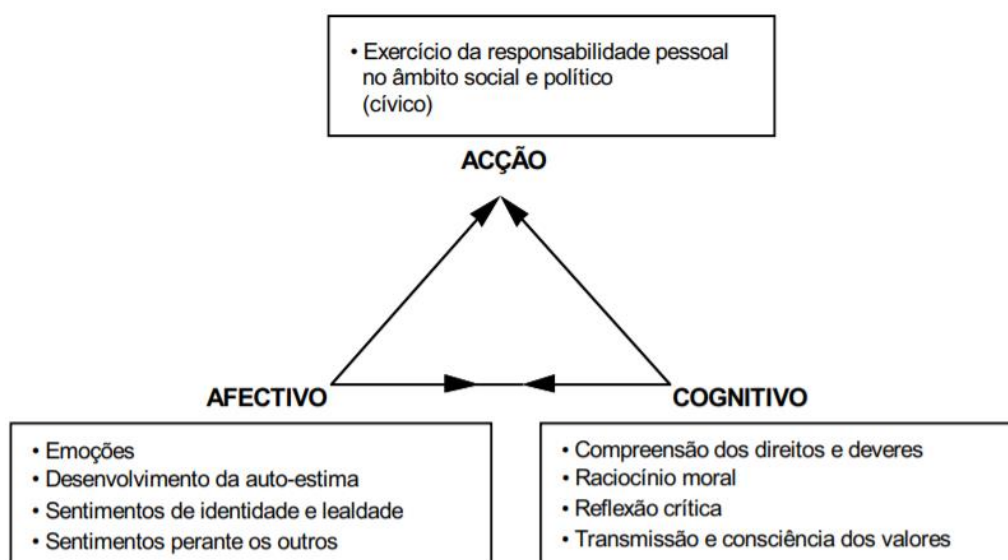 • Exercício da responsabilidade pessoal
no âmbito social e político
(cívico)
ACÇÃO
AFECTIVO
• Emoções
• Desenvolvimento da auto-estima
• Sentimentos de identidade e lealdade
• Sentimentos perante os outros
COGNITIVO
• Compreensão dos direitos e deveres
• Raciocínio moral
• Reflexão crítica
• Transmissão e consciência dos valores